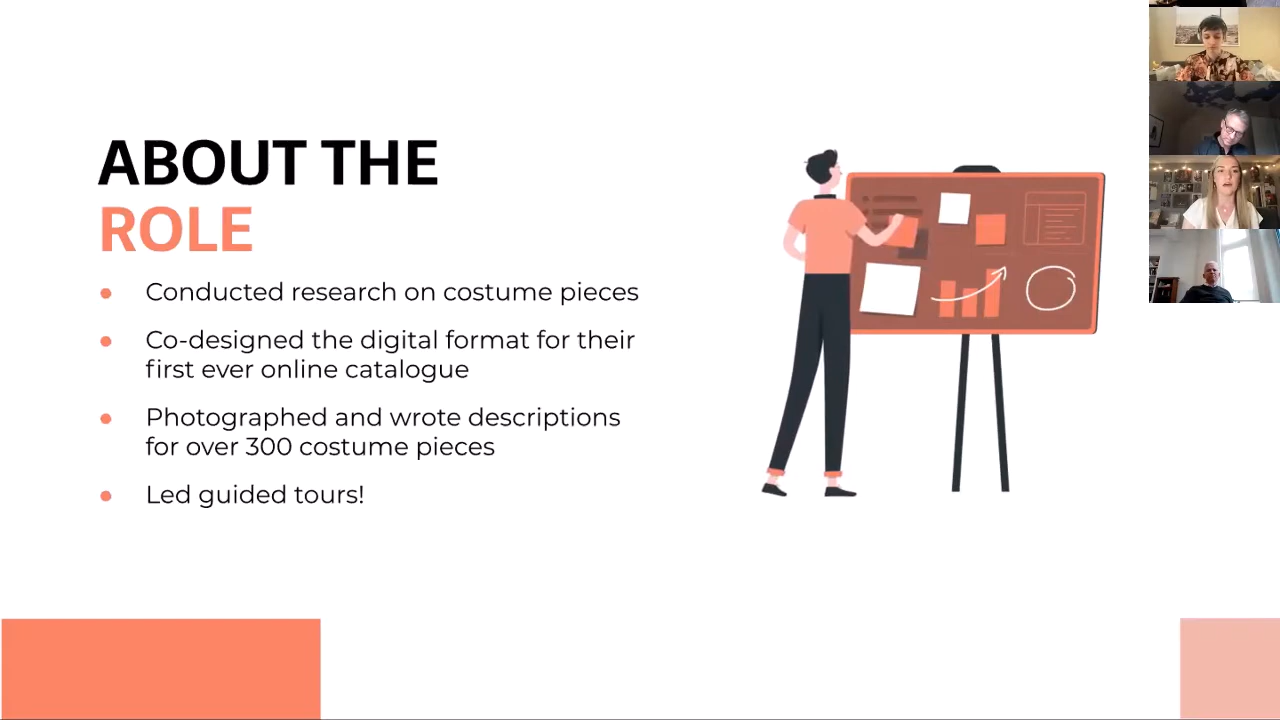 ABOUT THE
ROLE
• Conducted research on costume pieces
• Co-designed the digital format for their
first ever online catalogue
• Photographed and wrote descriptions
for over 300 costume pieces
• Led guided tours!